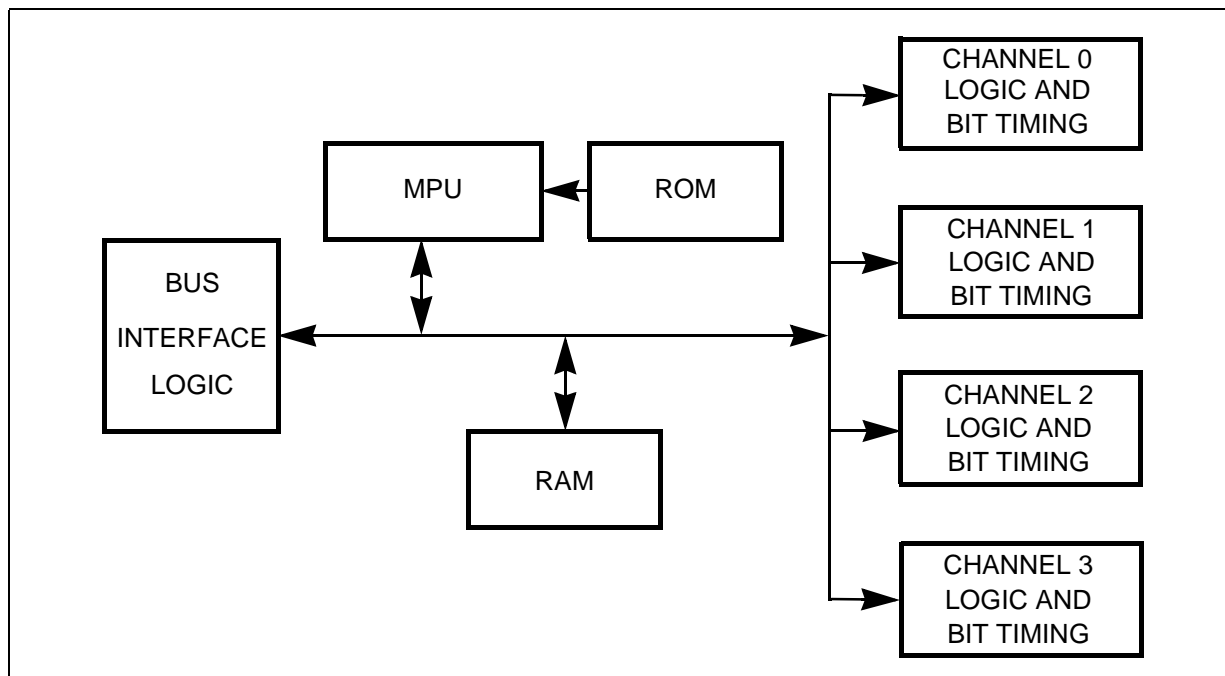 CHANNEL 0
LOGIC AND
BIT TIMING
MPU
ROM
CHANNEL 1
LOGIC AND
BIT TIMING
BUS
INTERFACE
LOGIC
CHANNEL 2
LOGIC AND
BIT TIMING
RAM
CHANNEL 3
LOGIC AND
BIT TIMING